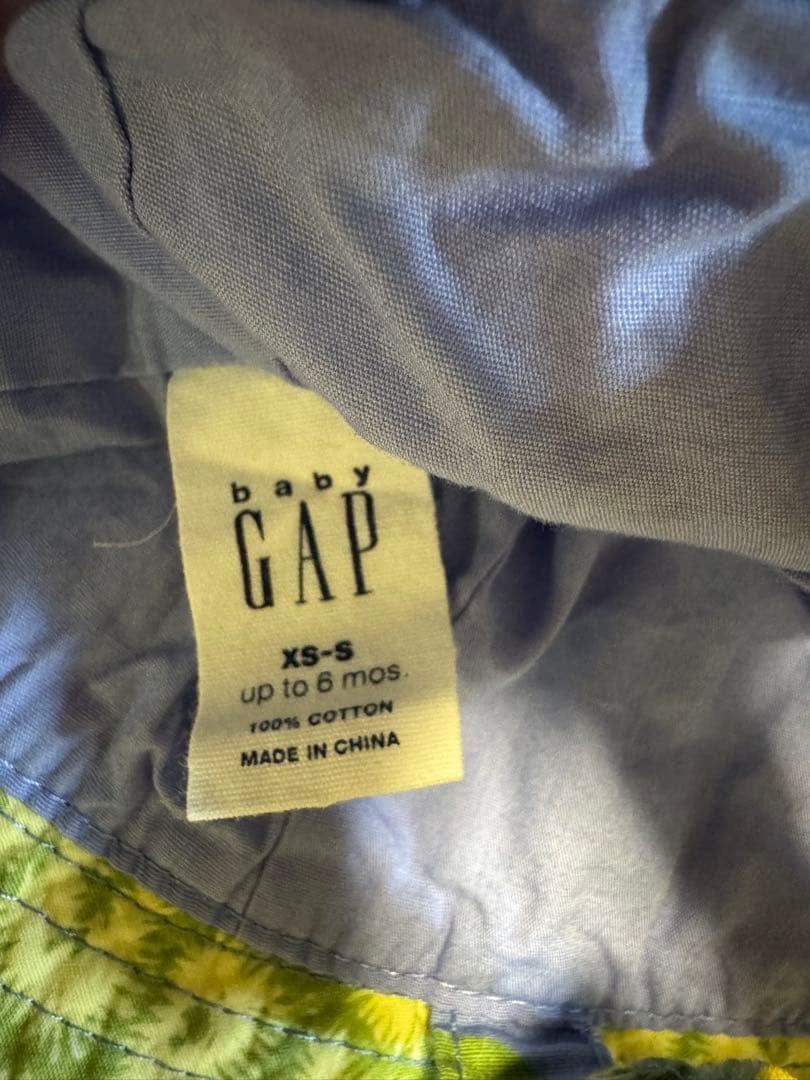 baby
GAP
XS-S
up to 6 mos.
100% COTTON
MADE IN CHINA